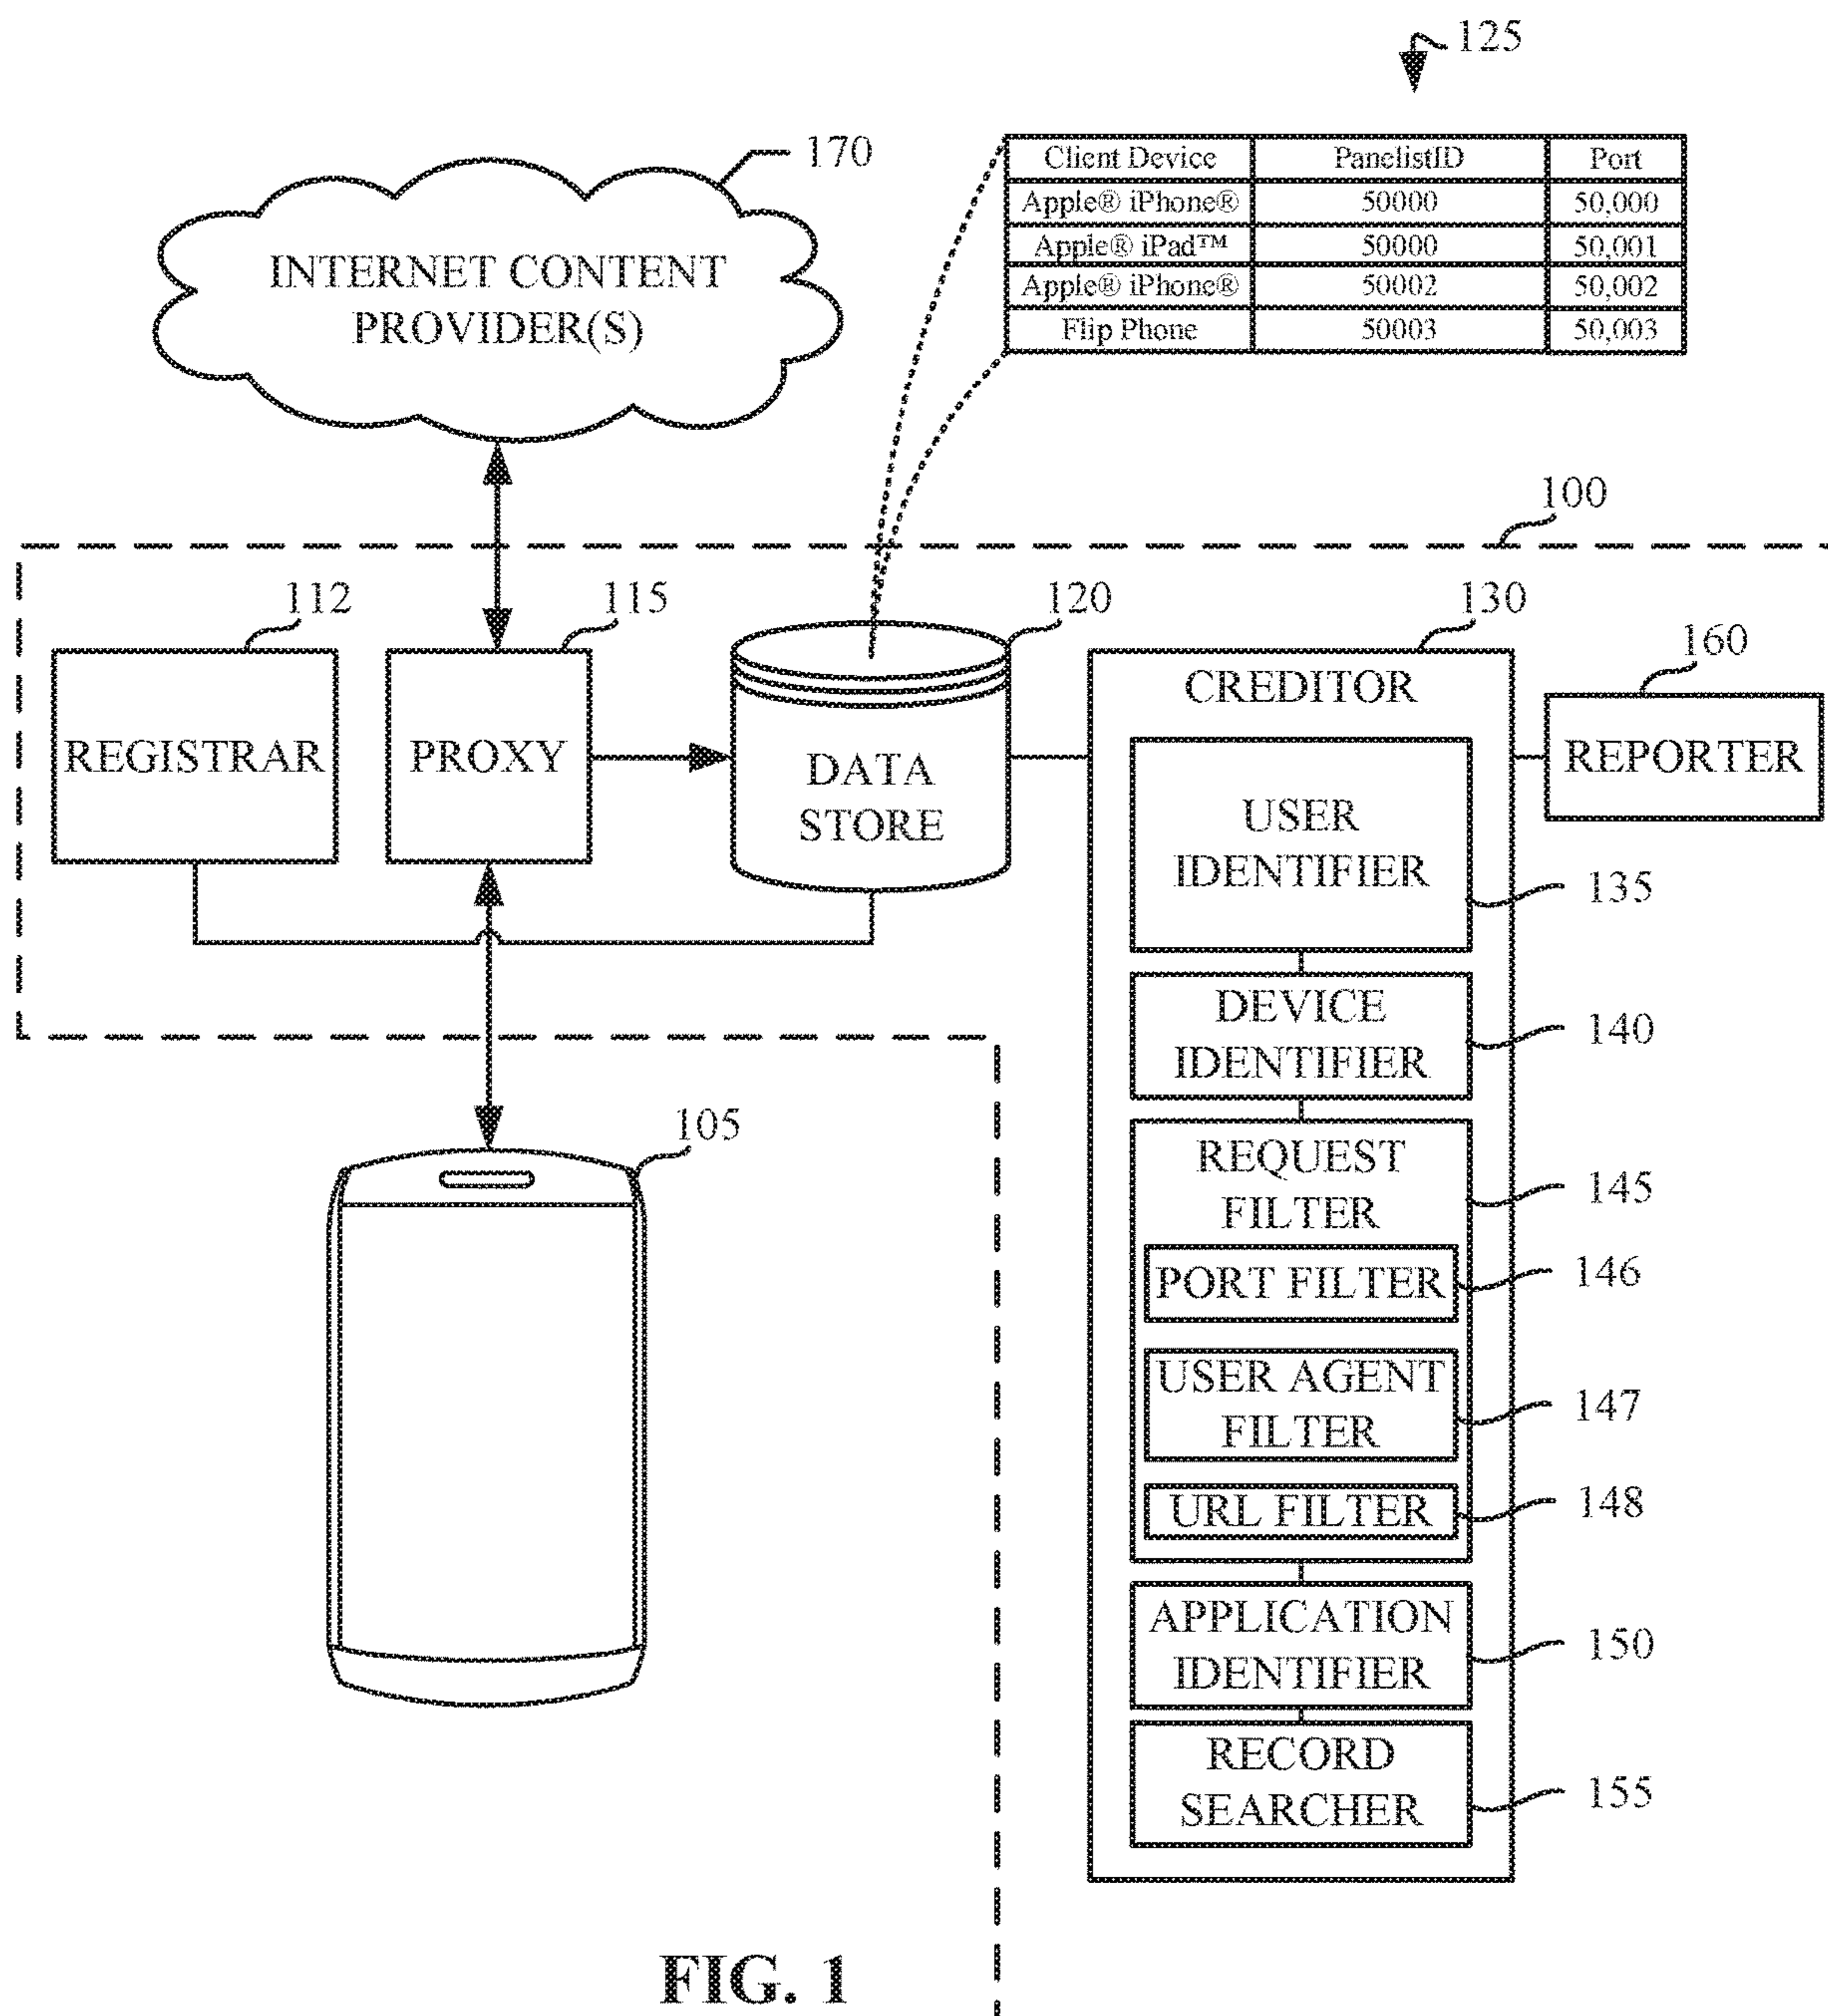 125
170
Client Device PanelistID Port
Apple® iPhone® 50000 50,000
Apple® iPad™ 50000 50,001
Apple® iPhone® 50002 50,002
Flip Phone 50003 50,003
INTERNET CONTENT
PROVIDER(S)
100
112 115 120 130 160
REGISTRAR
PROXY
DATA
STORE
CREDITOR
REPORTER
USER
IDENTIFIER
135
DEVICE
IDENTIFIER
140
105
REQUEST
FILTER
145
PORT FILTER
146
USER AGENT
FILTER
147
URL FILTER
148
APPLICATION
IDENTIFIER
150
RECORD
SEARCHER
155
FIG. 1